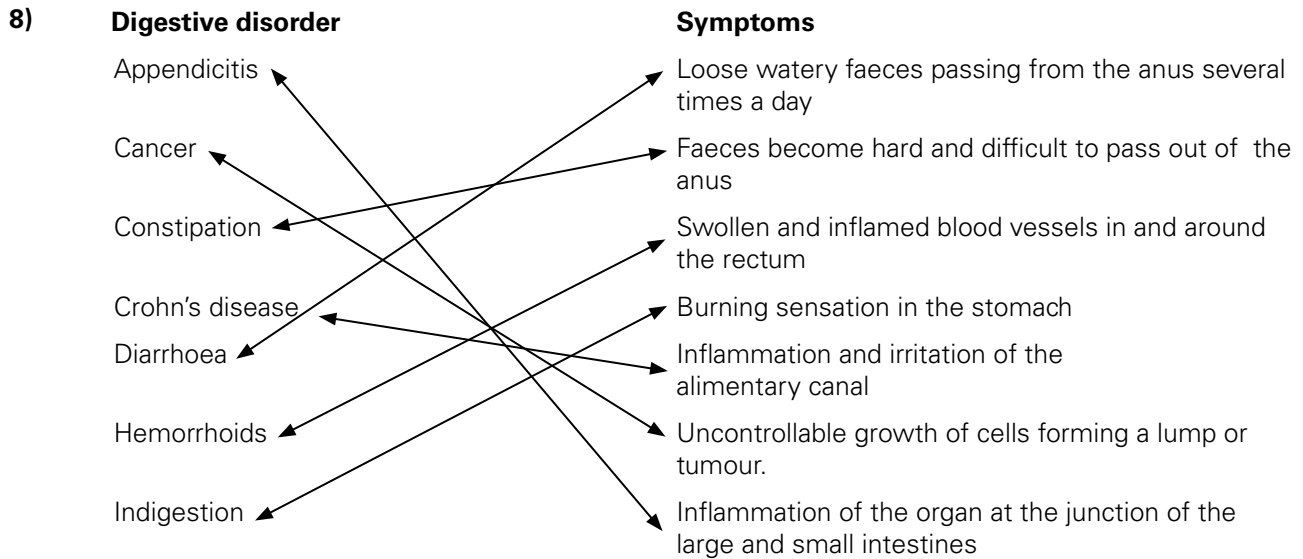 8) Digestive disorder Symptoms
Appendicitis Loose watery faeces passing from the anus several
times a day
Cancer Faeces become hard and difficult to pass out of the
anus
Constipation Swollen and inflamed blood vessels in and around
the rectum
Crohn’s disease Burning sensation in the stomach
Diarrhoea Inflammation and irritation of the
alimentary canal
Hemorrhoids Uncontrollable growth of cells forming a lump or
tumour.
Indigestion Inflammation of the organ at the junction of the
large and small intestines